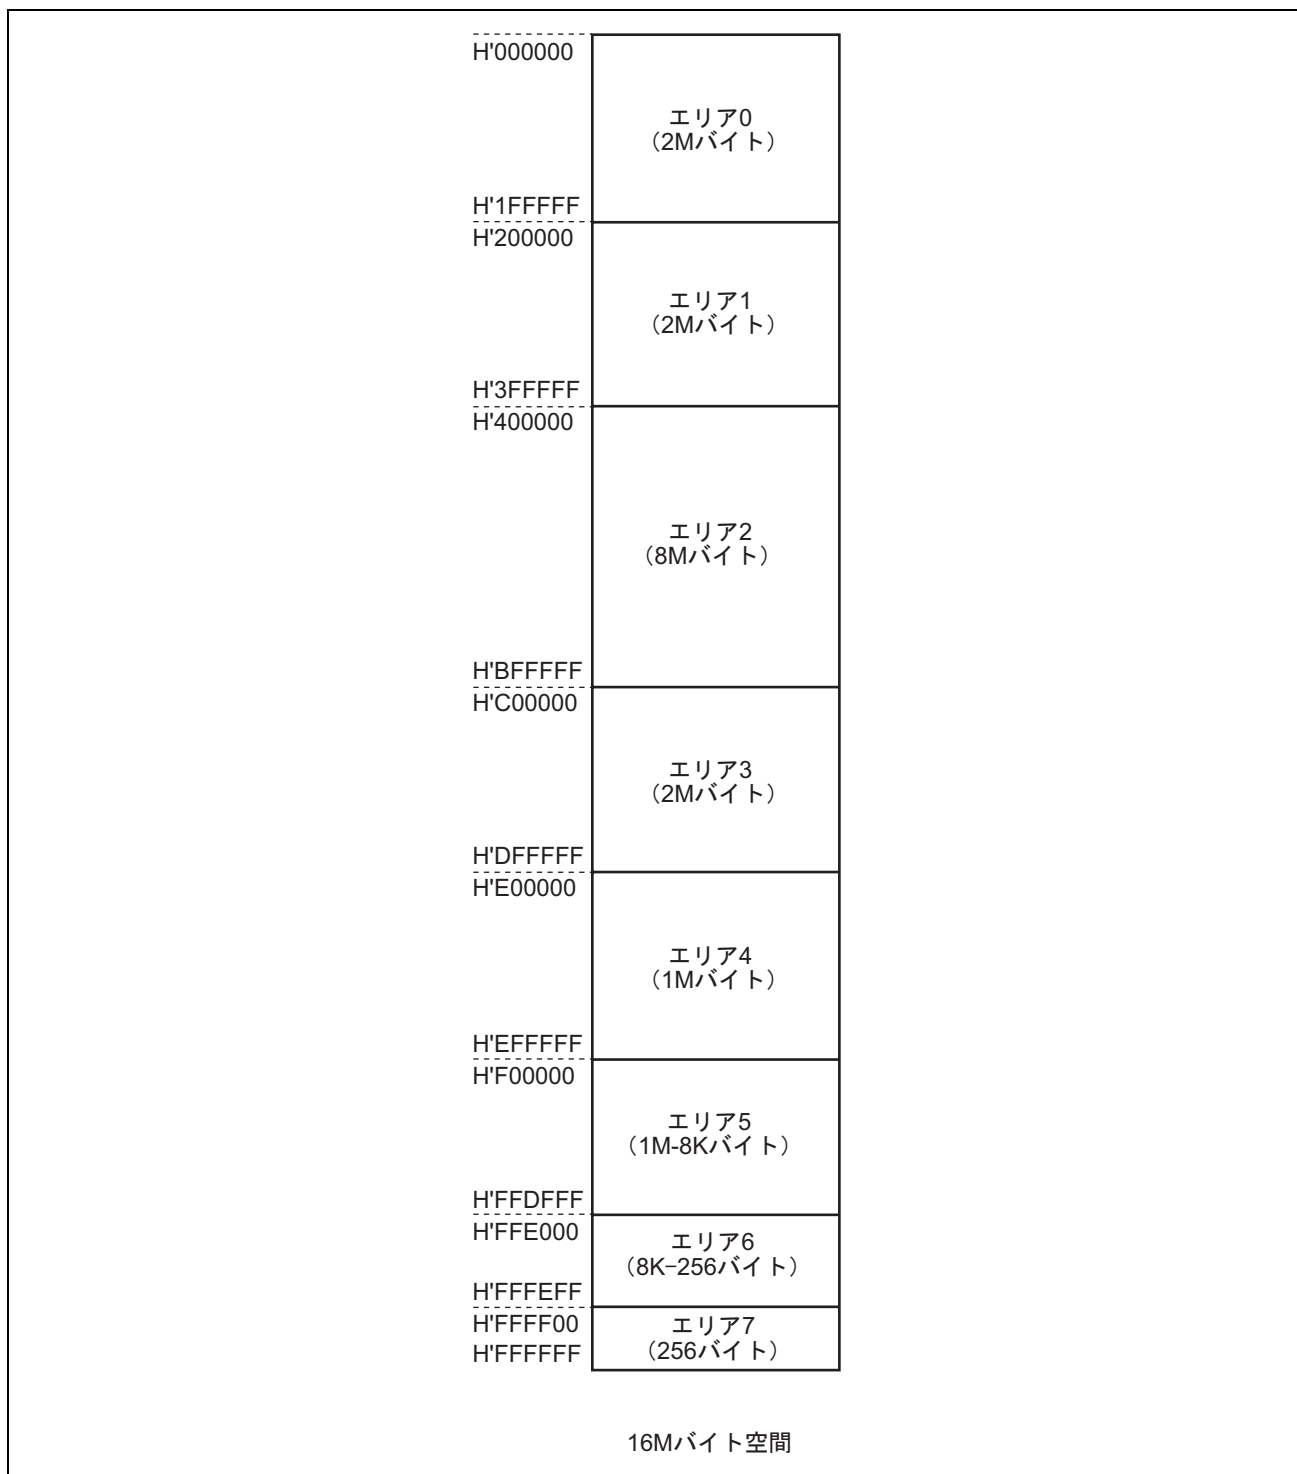 H'000000
エリア0
（2Mバイト）
H'1FFFFF
H'200000
エリア1
（2Mバイト）
H'3FFFFF
H'400000
エリア2
（8Mバイト）
H'BFFFFF
H'C00000
エリア3
（2Mバイト）
H'DFFFFF
H'E00000
エリア4
（1Mバイト）
H'EFFFFF
H'F00000
エリア5
（1M-8Kバイト）
H'FFDFFF
H'FFE000
エリア6
（8K−256バイト）
H'FFFEFF
H'FFFF00
エリア7
（256バイト）
H'FFFFFF
16Mバイト空間